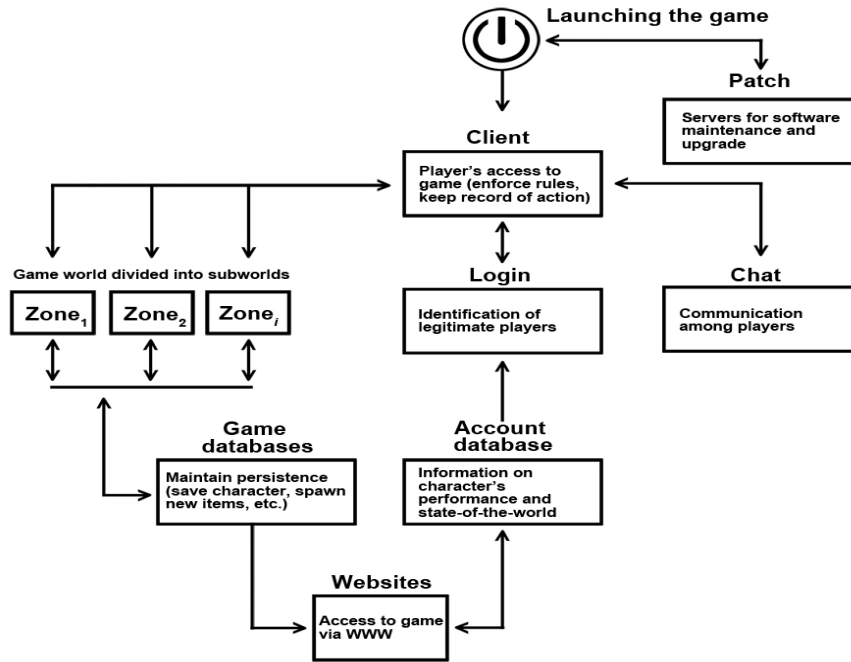 Launching the game
Patch
Servers for software
maintenance and
upgrade
Client
Player's access to
game (enforce rules,
keep record of action)
Game world divided into subworlds
Zone1
Zone2
Zonei
Login
Identification of
legitimate players
Chat
Communication
among players
Game
databases
Maintain persistence
(save character, spawn
new items, etc.)
Account
database
Information on
character's
performance and
state-of-the-world
Websites
Access to game
via WWW